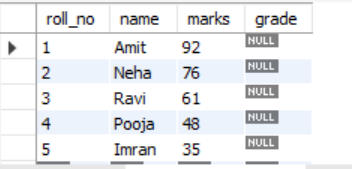 roll_no name marks grade
1 Amit 92 NULL
2 Neha 76 NULL
3 Ravi 61 NULL
4 Pooja 48 NULL
5 Imran 35 NULL